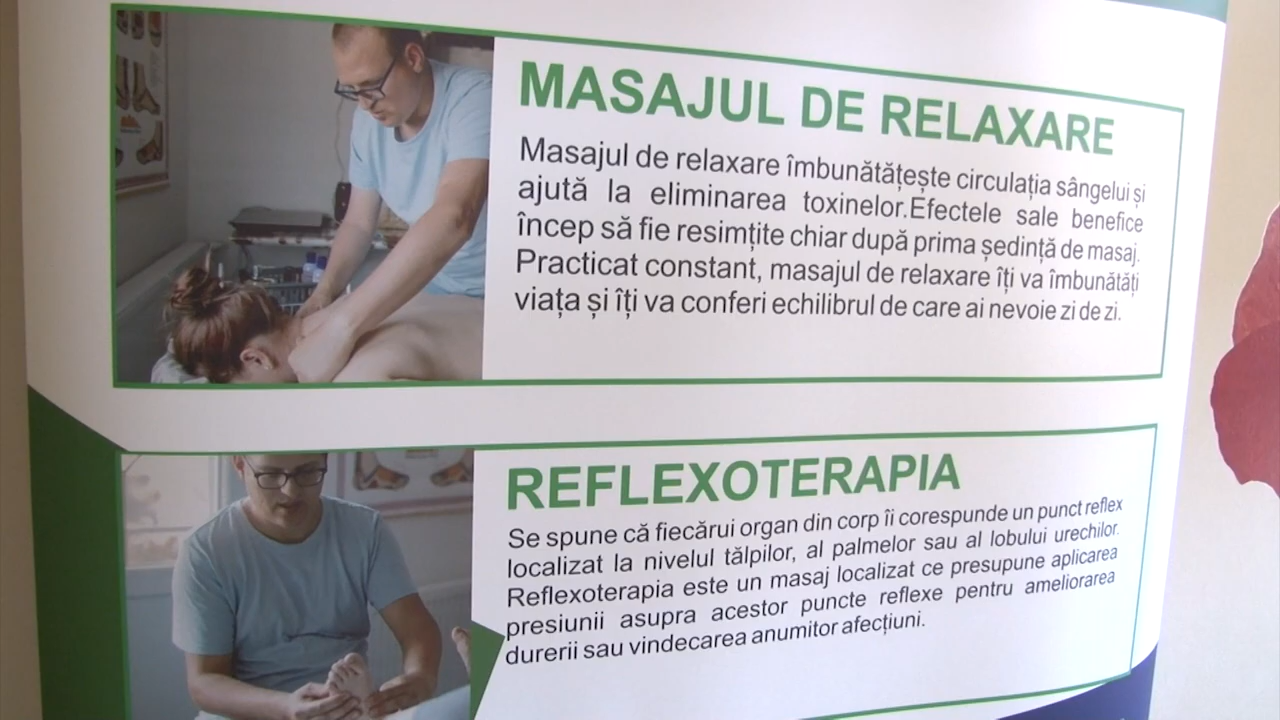 MASAJUL DE RELAXARE
Masajul de relaxare îmbunătățește circulația sângelui și
ajută la eliminarea toxinelor.Efectele sale benefice
încep să fie resimțite chiar după prima ședință de masaj.
Practicat constant, masajul de relaxare îți va îmbunătăți
viața și îți va conferi echilibrul de care ai nevoie zi de zi.
REFLEXOTERAPIA
Se spune că fiecărui organ din corp îi corespunde un punct reflex
localizat la nivelul tălpilor, al palmelor sau al lobului urechilor.
Reflexoterapia este un masaj localizat ce presupune aplicarea
presiunii asupra acestor puncte reflexe pentru ameliorarea
durerii sau vindecarea anumitor afecțiuni.